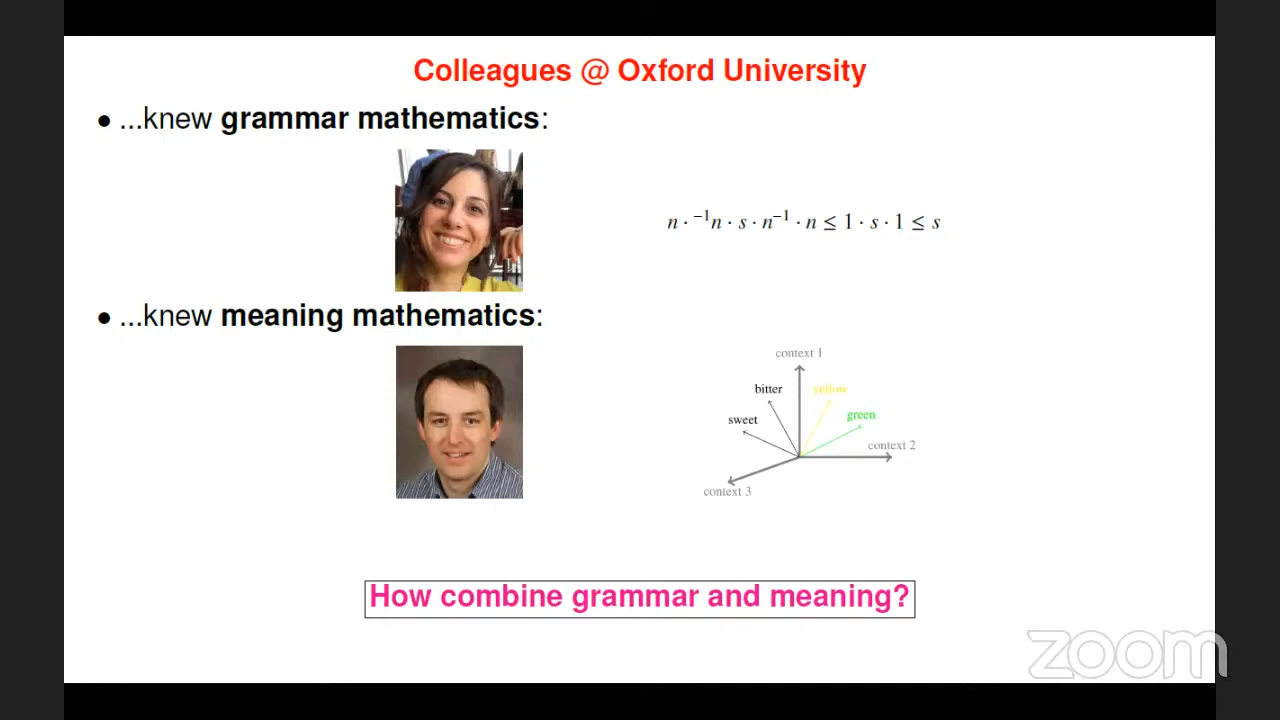 Colleagues @ Oxford University
• ...knew grammar mathematics:
n · ⁻¹n · s · n⁻¹ · n ≤ 1 · s · 1 ≤ s
• ...knew meaning mathematics:
context 1
bitter
yellow
sweet
green
context 2
context 3
How combine grammar and meaning?
zoom